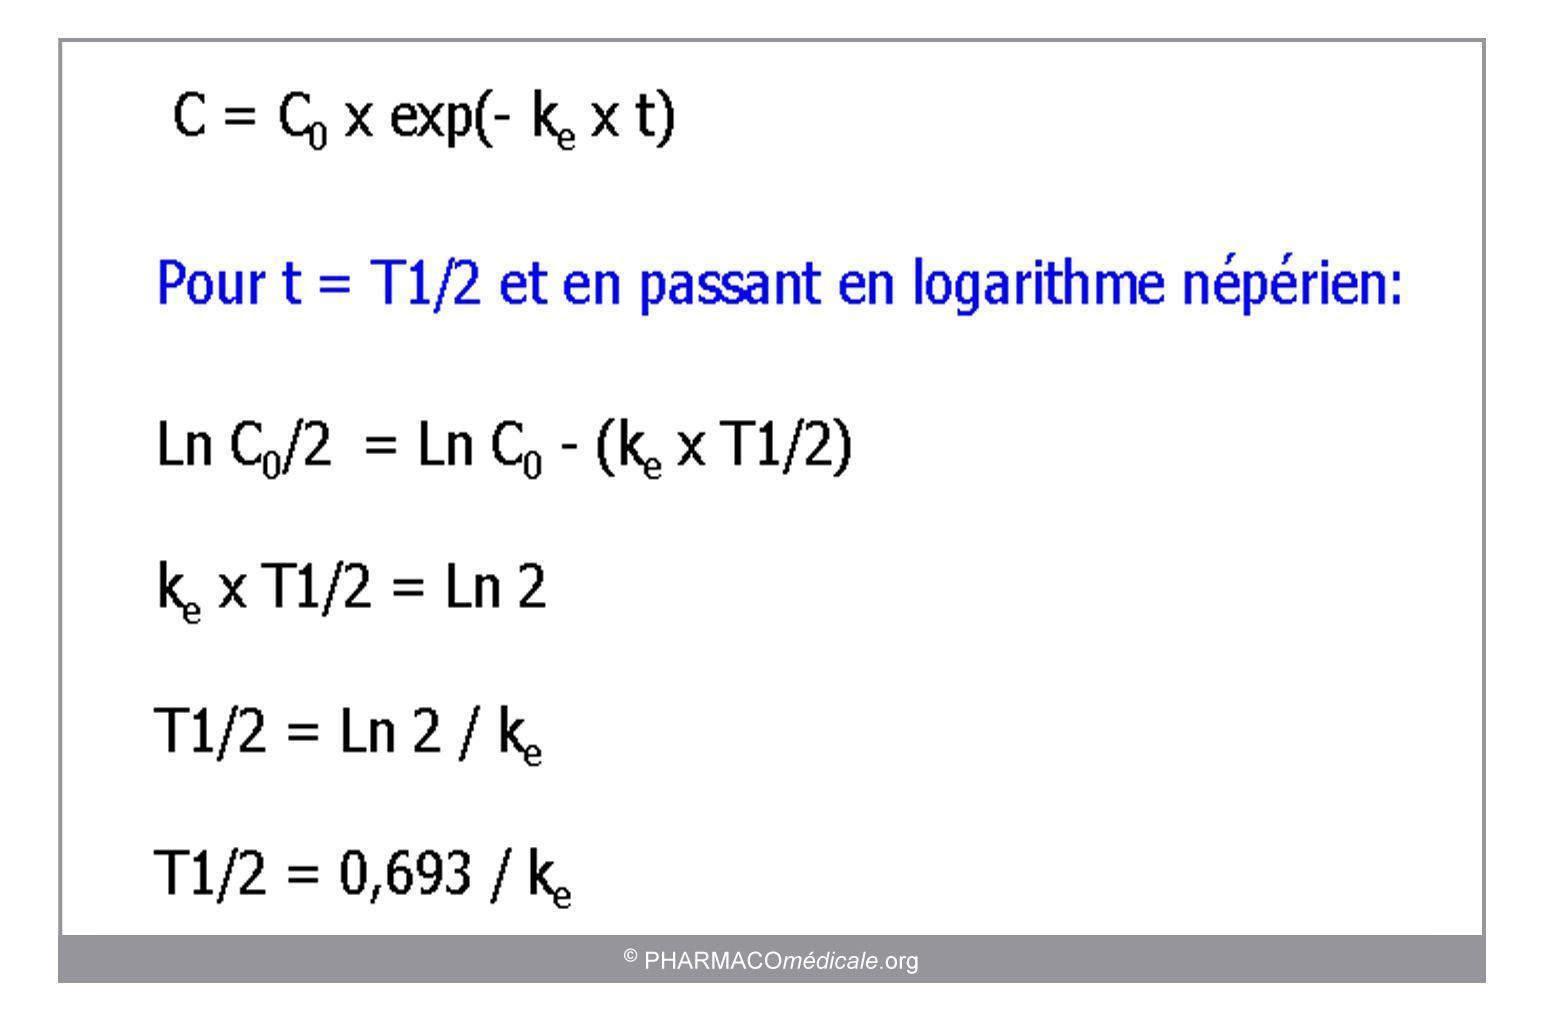 C = C₀ x exp(- kₑ x t)
Pour t = T1/2 et en passant en logarithme népérien:
Ln C₀/2 = Ln C₀ - (kₑ x T1/2)
kₑ x T1/2 = Ln 2
T1/2 = Ln 2 / kₑ
T1/2 = 0,693 / kₑ
© PHARMACOmédicale.org